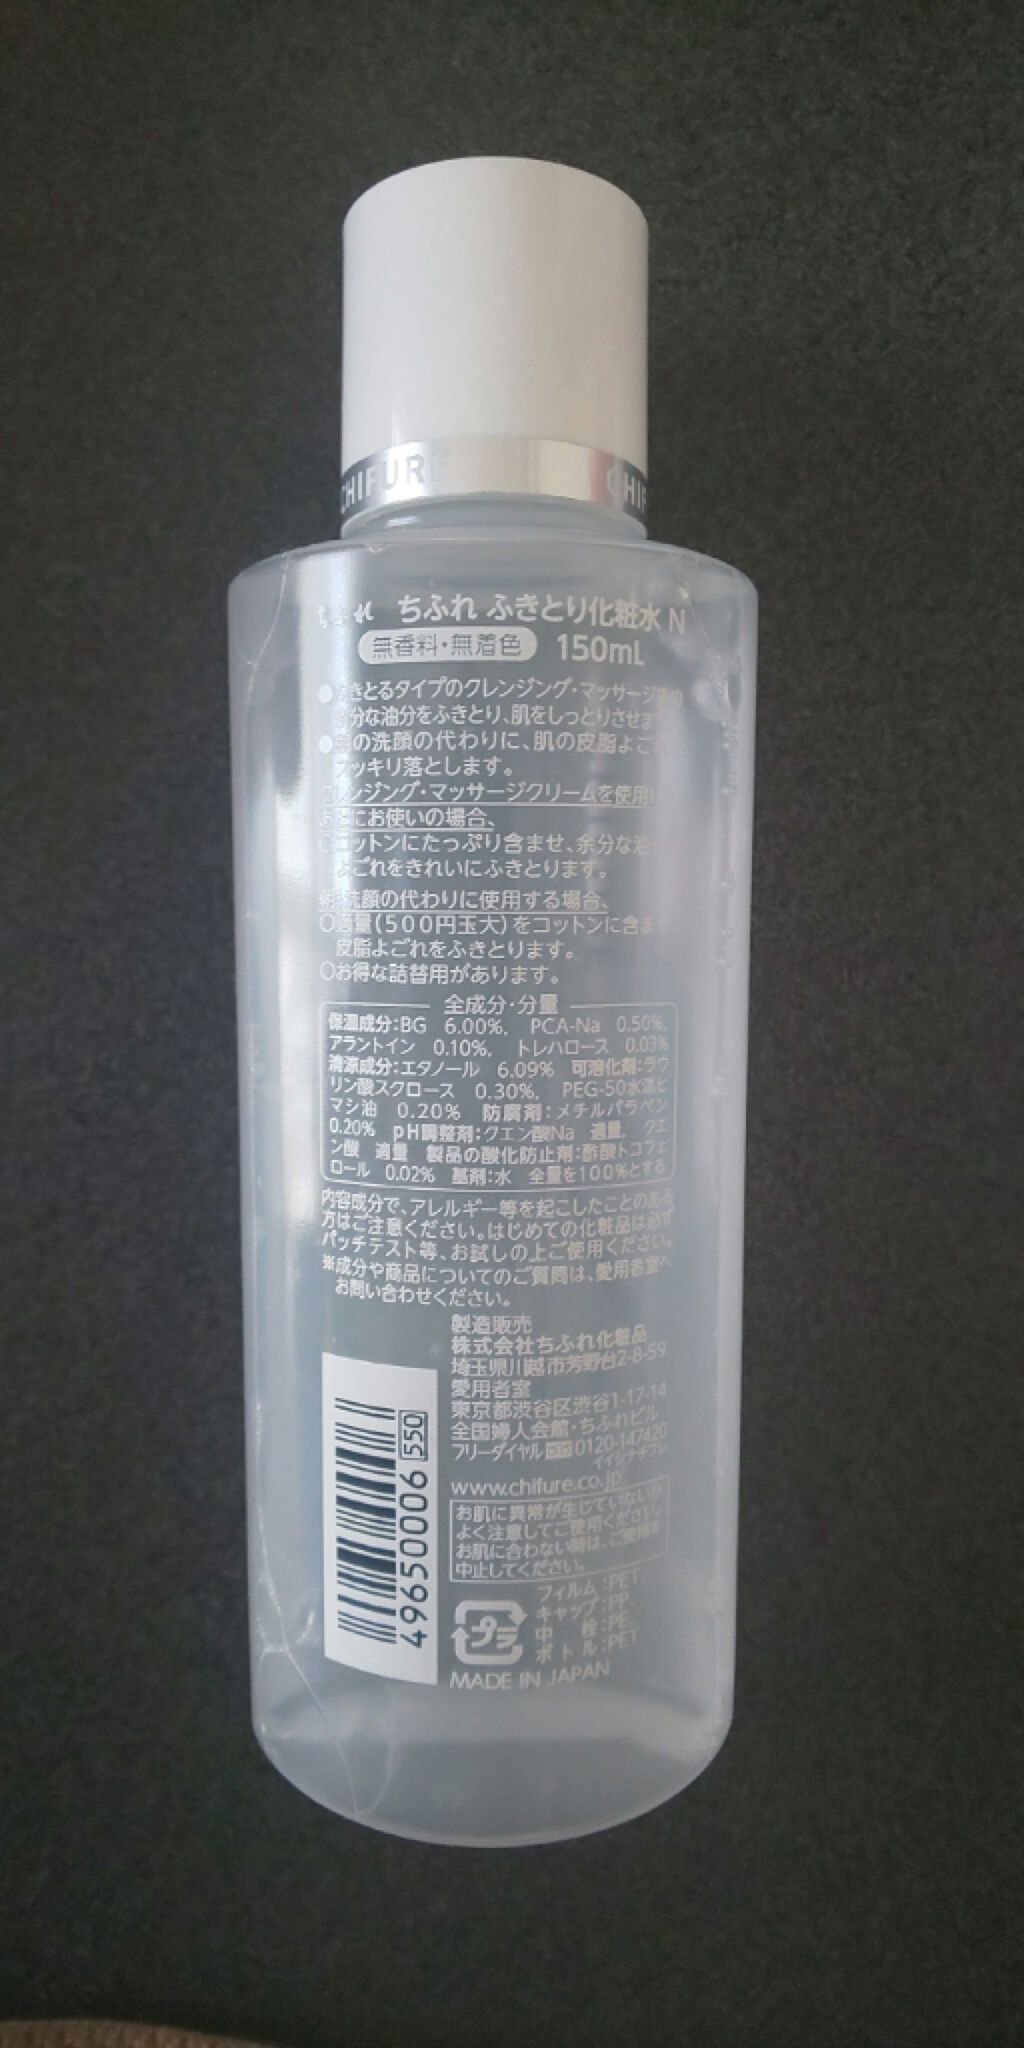 CHIFURE
CHIF
ちふれ ちふれ ふきとり化粧水 N
無香料・無着色 150mL
●ふきとるタイプのクレンジング・マッサージ
分な油分をふきとり、肌をしっとりさせま
●朝の洗顔の代わりに、肌の皮脂よご
スッキリ落とします。
クレンジング・マッサージクリームを使用し
あとにお使いの場合、
○コットンにたっぷり含ませ、余分な油
よごれをきれいにふきとります。
朝、洗顔の代わりに使用する場合、
○適量(500円玉大)をコットンに含ませ、
皮脂よごれをふきとります。
○お得な詰替用があります。
全成分・分量
保湿成分:BG 6.00%, PCA-Na 0.50%,
アラントイン 0.10%, トレハロース 0.03%
清涼成分:エタノール 6.09% 可溶化剤:ラウ
リン酸スクロース 0.30%, PEG-50水添ヒ
マシ油 0.20% 防腐剤:メチルパラベン
0.20% pH調整剤:クエン酸Na 適量, クエ
ン酸 適量 製品の酸化防止剤:酢酸トコフェ
ロール 0.02% 基剤:水 全量を100%とする
内容成分で、アレルギー等を起こしたことのある
方はご注意ください。はじめての化粧品は必ず
パッチテスト等、お試しの上ご使用ください。
※成分や商品についてのご質問は、愛用者室へ
お問い合わせください。
製造販売
株式会社ちふれ化粧品
埼玉県川越市芳野台2-8-59
愛用者室
東京都渋谷区渋谷1-17-14
全国婦人会館・ちふれビル
フリーダイヤル 0120-147420
イイシナチフレ
www.chifure.co.jp
お肌に異常が生じていないか
よく注意してご使用ください。
お肌に合わない時は、ご使用を
中止してください。
フィルム:PET
キャップ:PP
中 栓:PE
ボトル:PET
プラ
MADE IN JAPAN
4965 0006 550